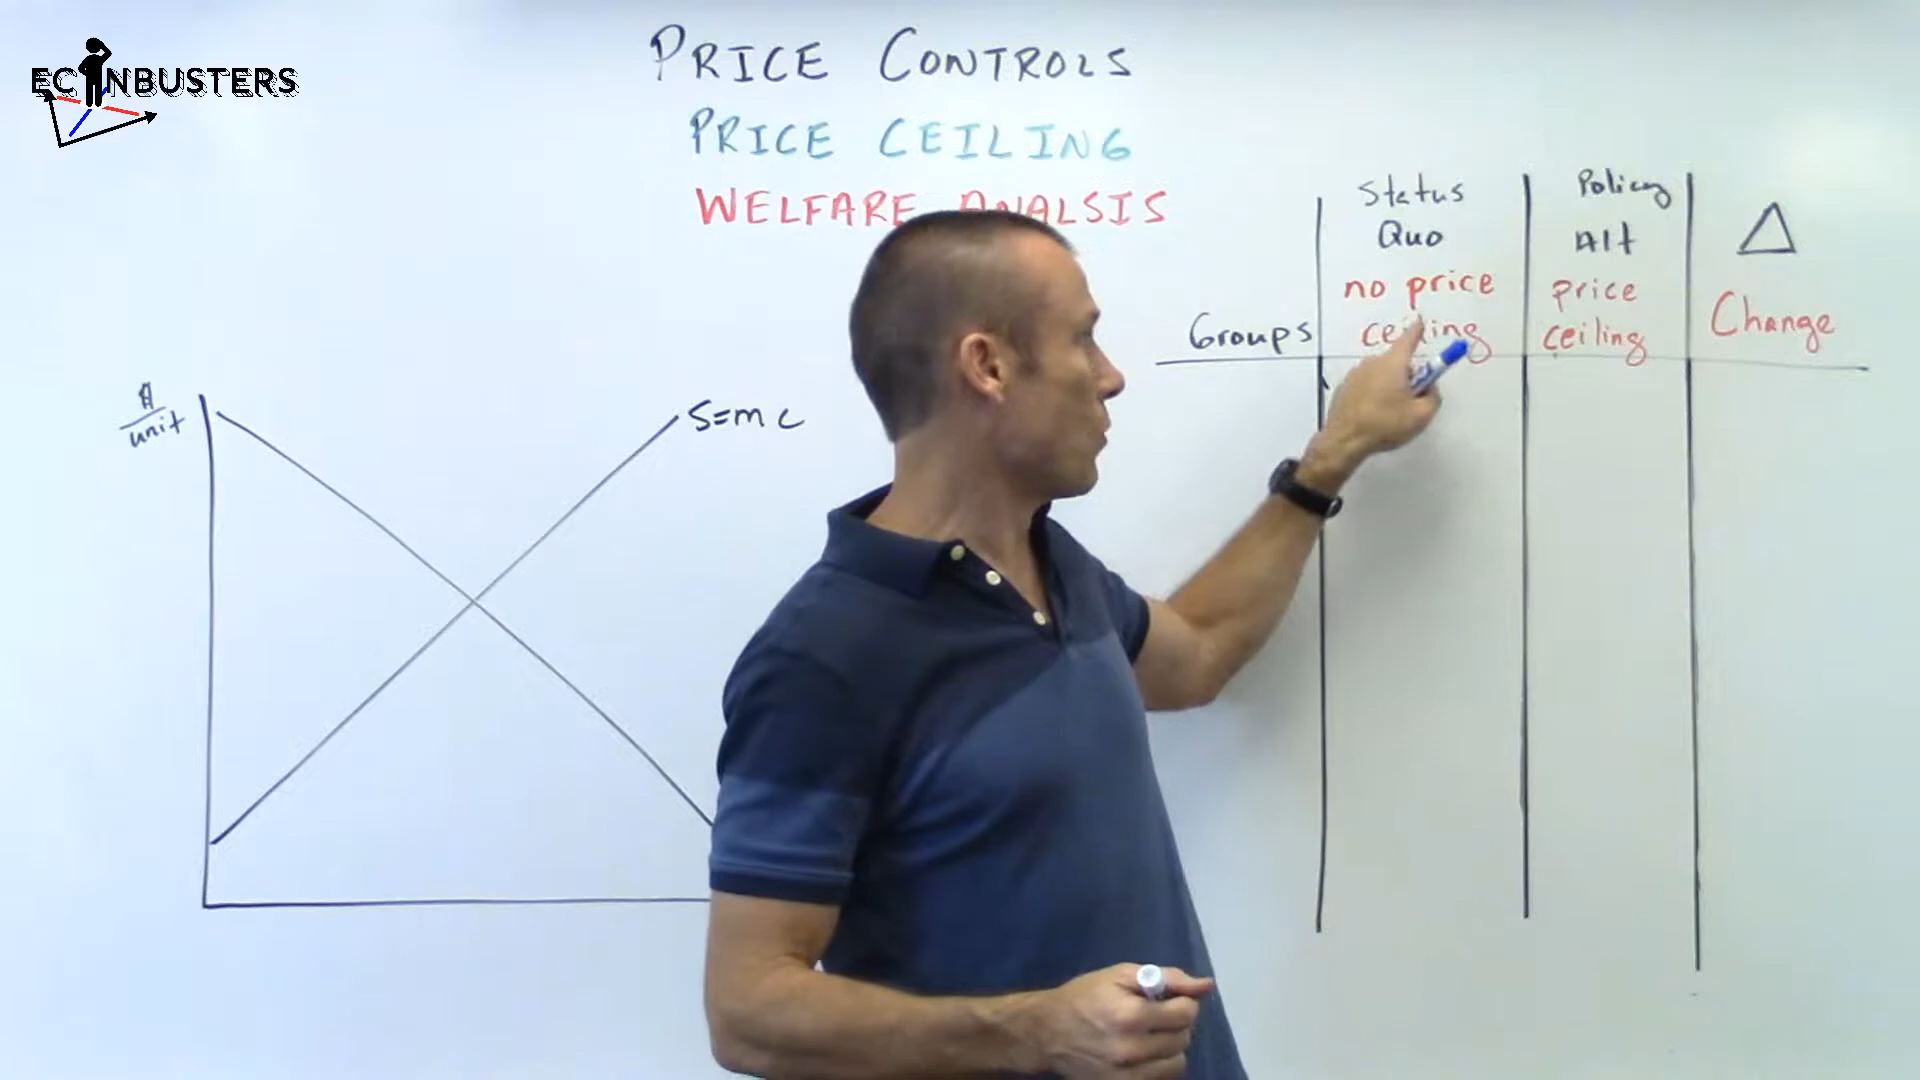 ECONBUSTERS
PRICE CONTROLS
PRICE CEILING
WELFARE ANALSIS
Groups
Status
Quo
no price
ceiling
Policy
Alt
price
ceiling
Δ
Change
$
unit
S=mc